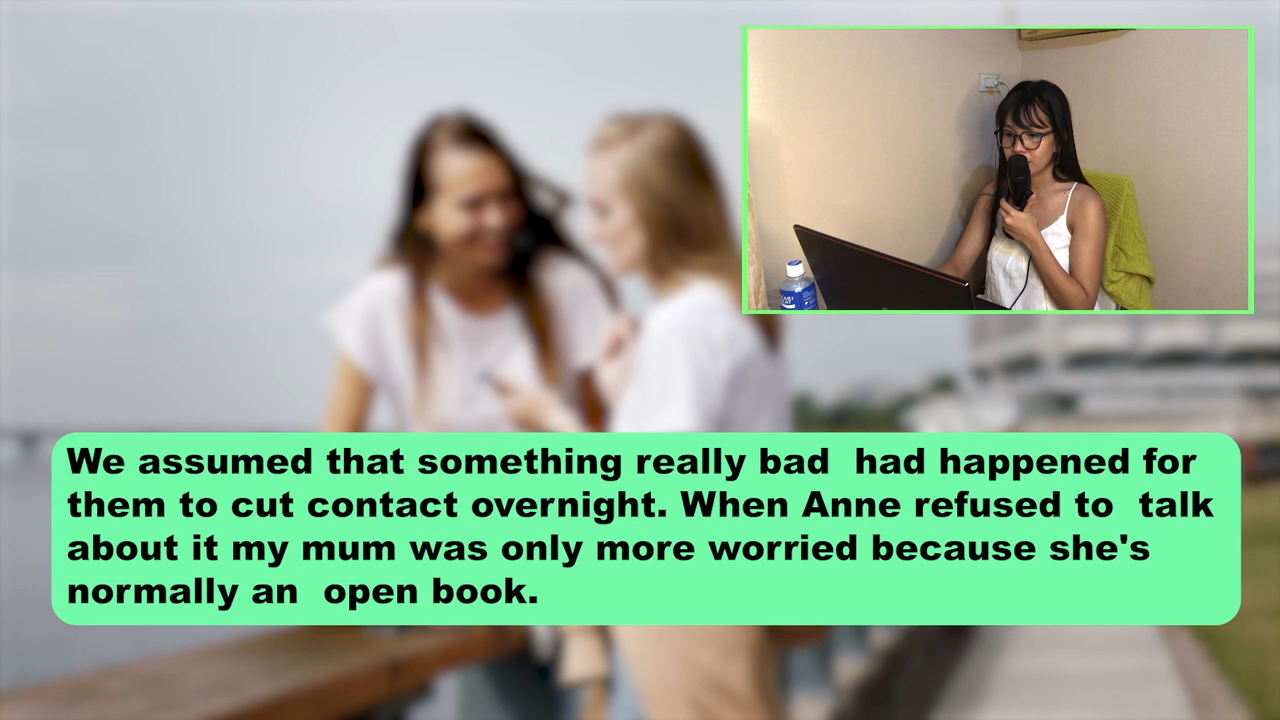 We assumed that something really bad  had happened for
them to cut contact overnight. When Anne refused to  talk
about it my mum was only more worried because she's
normally an  open book.